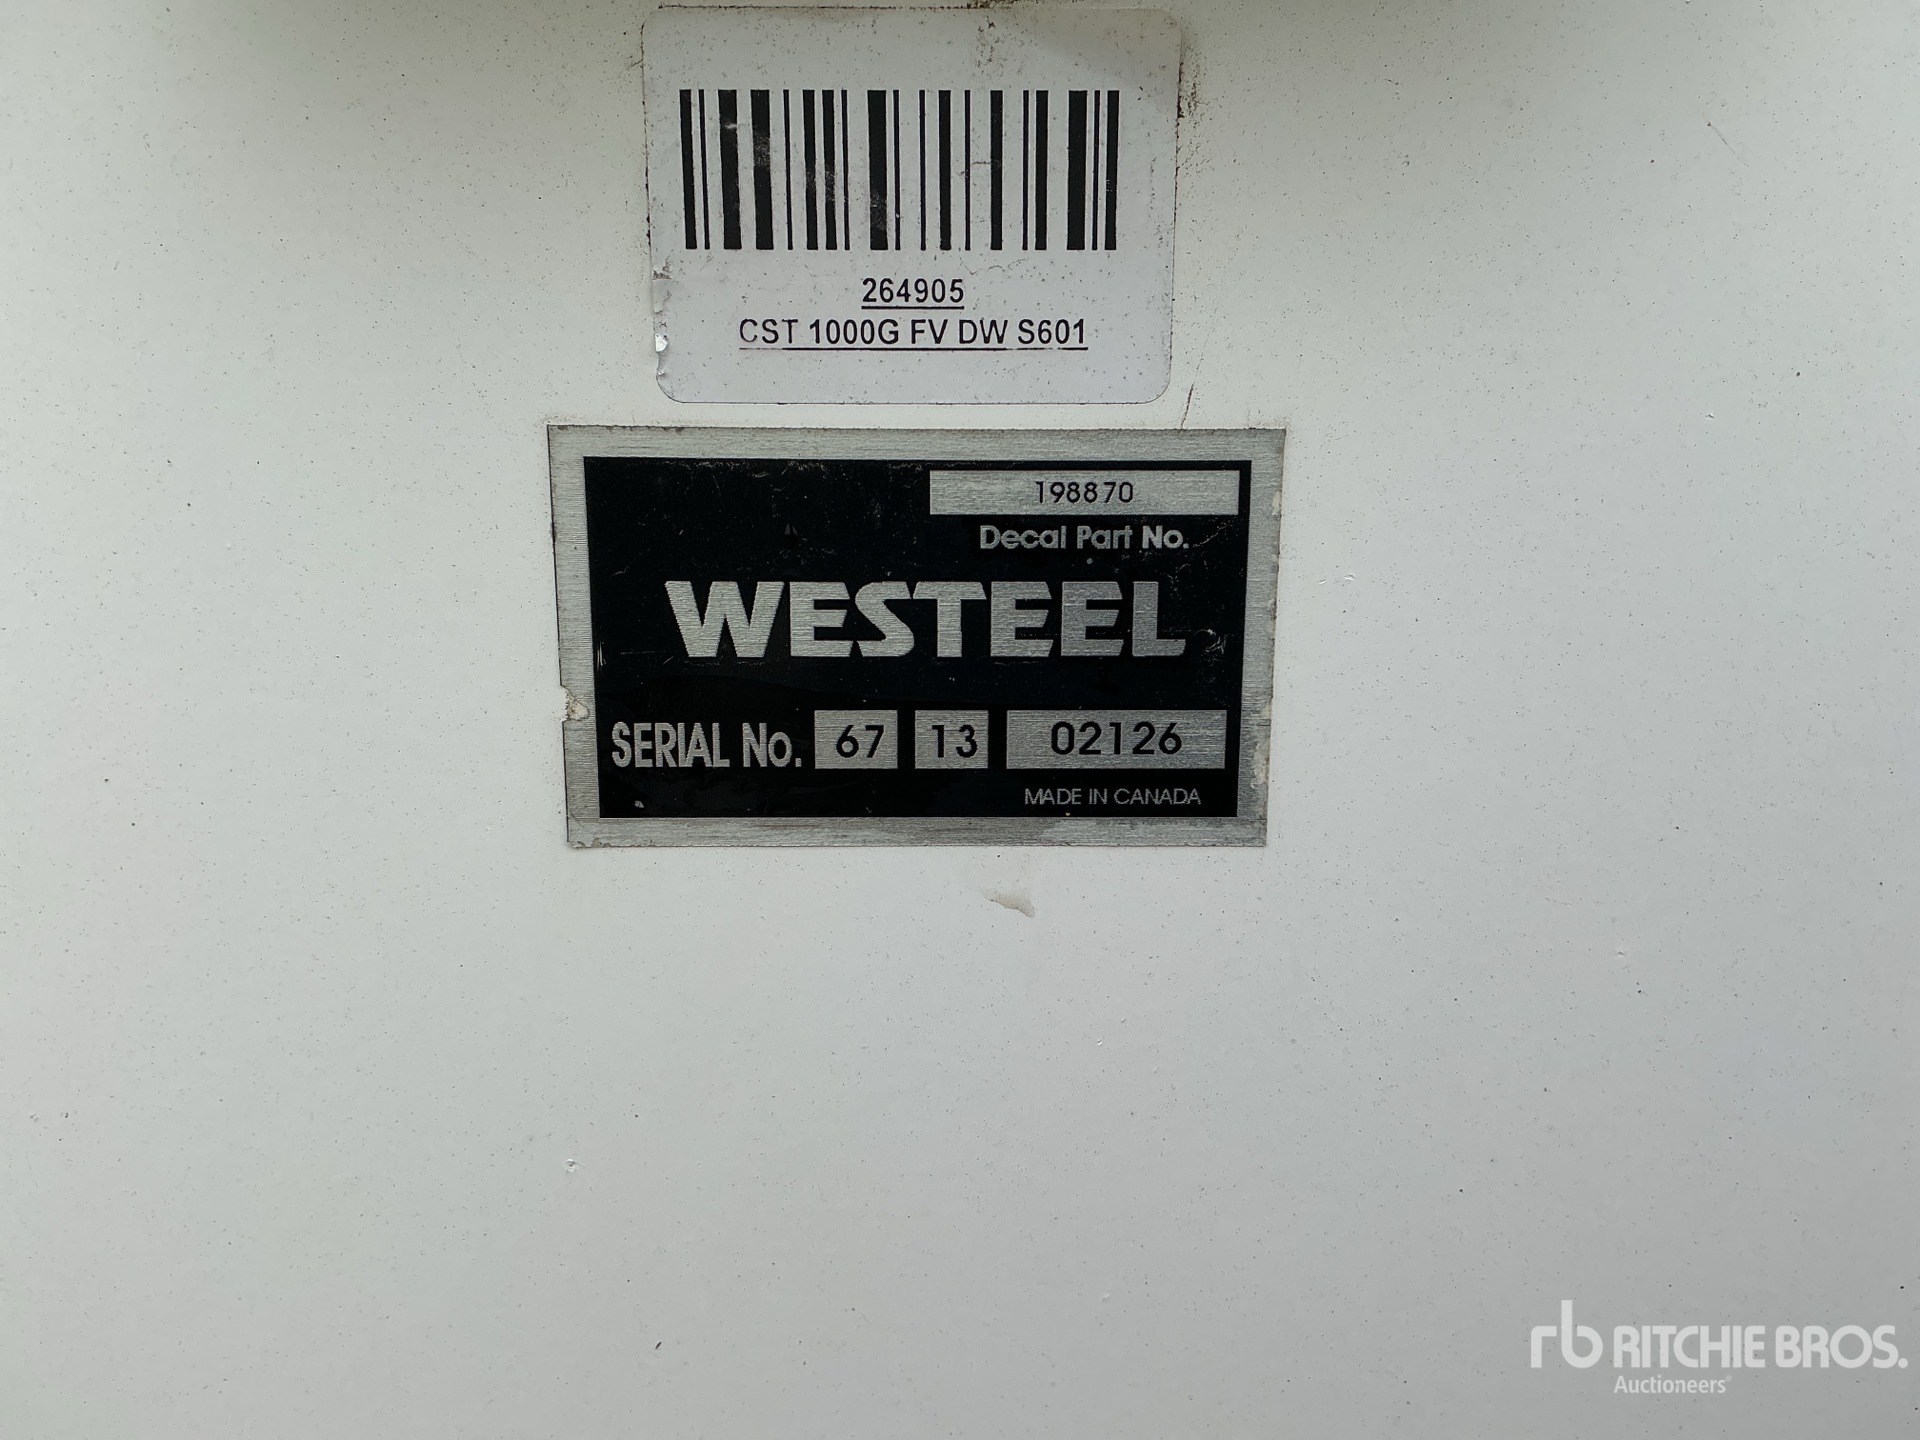 264905
CST 1000G FV DW S601
198870
Decal Part No.
WESTEEL
SERIAL No. 67 13 02126
MADE IN CANADA
rb RITCHIE BROS.
Auctioneers